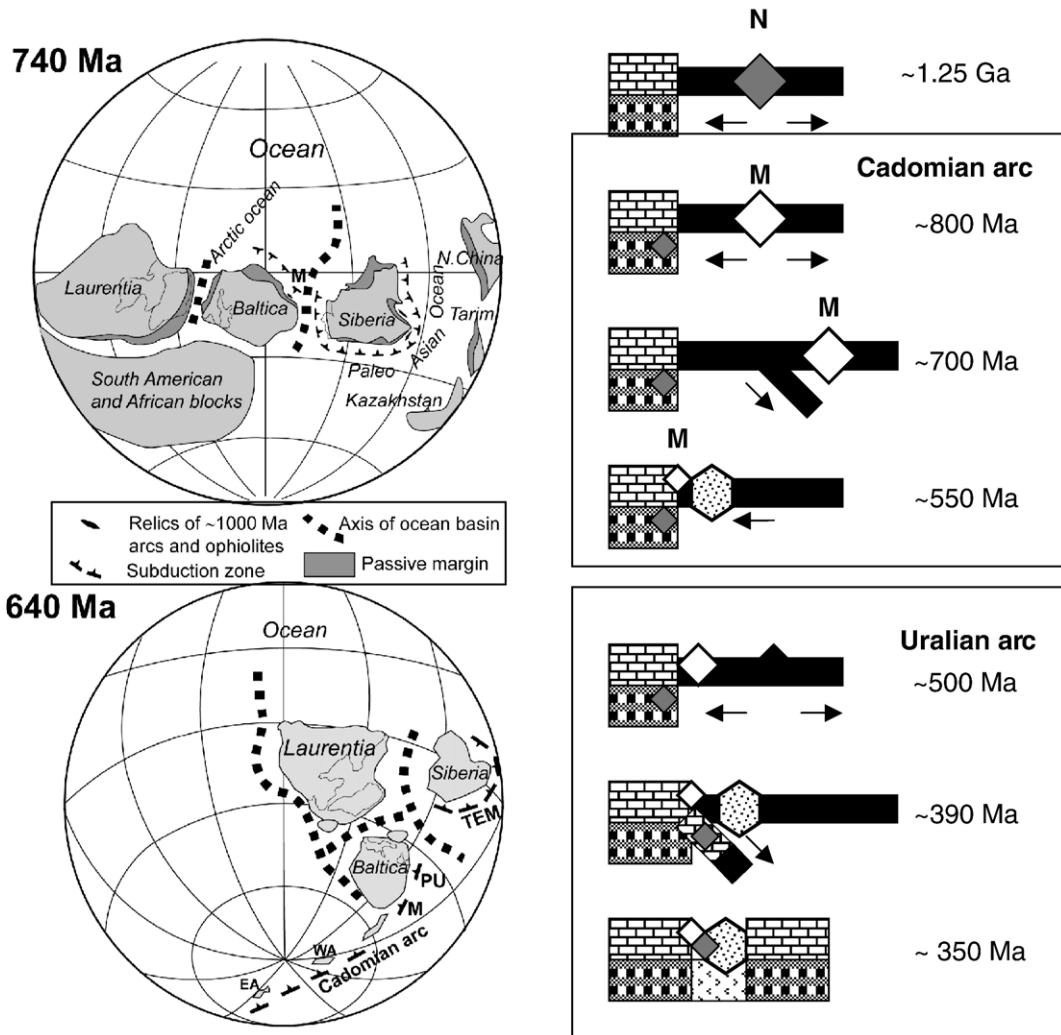 740 Ma
Ocean
Arctic ocean
Laurentia
Baltica
M
Siberia
N.China
Tarim
Ocean
Asian
Paleo
Kazakhstan
South American
and African blocks
Relics of ~1000 Ma
arcs and ophiolites
Subduction zone
Axis of ocean basin
Passive margin
640 Ma
Ocean
Laurentia
Siberia
TEM
Baltica
PU
M
WA
Cadomian arc
EA
N
~1.25 Ga
Cadomian arc
M
~800 Ma
M
~700 Ma
M
~550 Ma
Uralian arc
~500 Ma
~390 Ma
~ 350 Ma